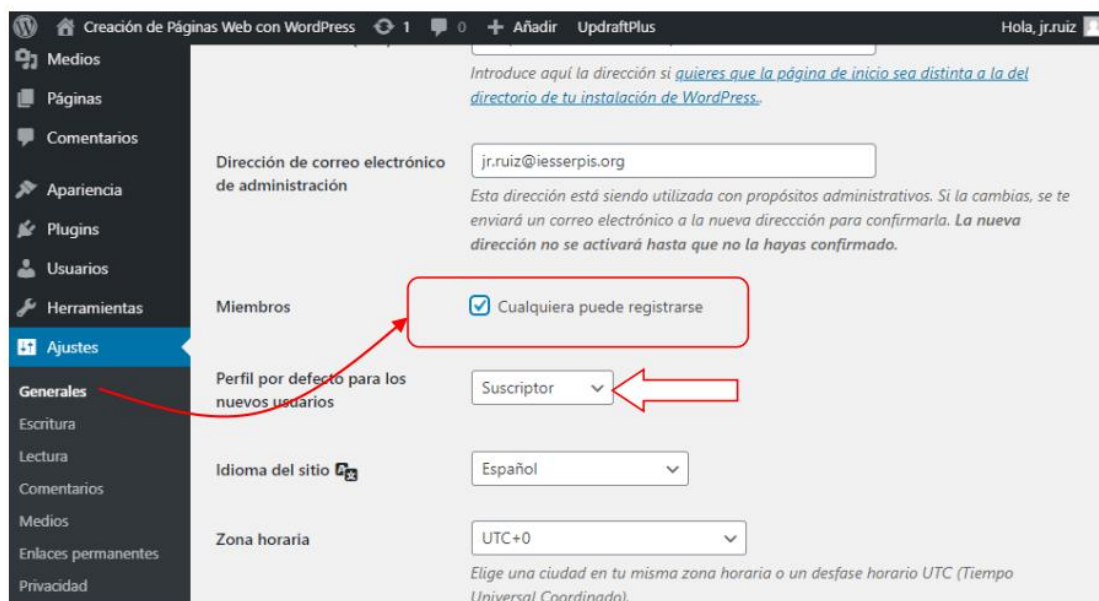 Creación de Páginas Web con WordPress 1 0 Añadir UpdraftPlus Hola, jr.ruiz
Medios
Páginas
Comentarios
Apariencia
Plugins
Usuarios
Herramientas
Ajustes
Generales
Escritura
Lectura
Comentarios
Medios
Enlaces permanentes
Privacidad
Introduce aquí la dirección si quieres que la página de inicio sea distinta a la del
directorio de tu instalación de WordPress..
Dirección de correo electrónico
de administración
jr.ruiz@iesserpis.org
Esta dirección está siendo utilizada con propósitos administrativos. Si la cambias, se te
enviará un correo electrónico a la nueva direccción para confirmarla. La nueva
dirección no se activará hasta que no la hayas confirmado.
Miembros
Cualquiera puede registrarse
Perfil por defecto para los
nuevos usuarios
Suscriptor
Idioma del sitio
Español
Zona horaria
UTC+0
Elige una ciudad en tu misma zona horaria o un desfase horario UTC (Tiempo
Universal Coordinado).